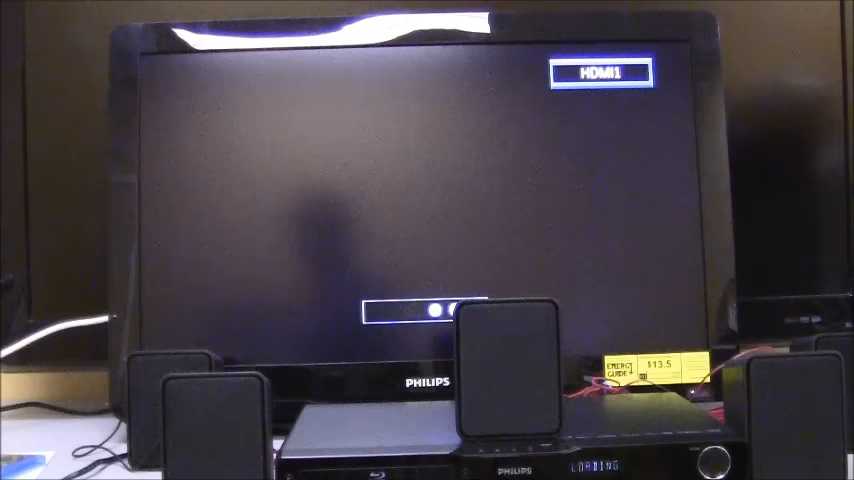 HDMI1
PHILIPS
ENERGY
GUIDE
$13.5
PHILIPS
LOADING